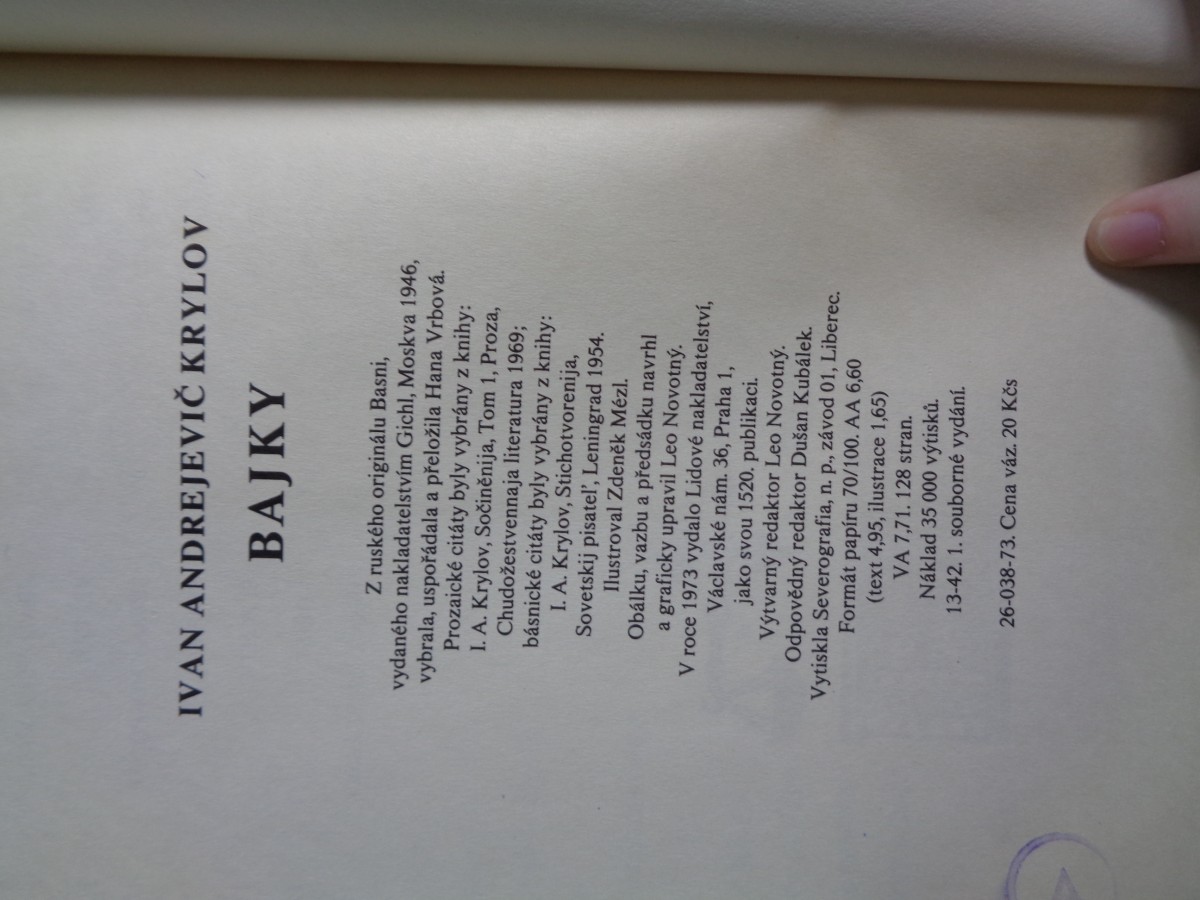 IVAN ANDREJEVIČ KRYLOV
BAJKY
Z ruského originálu Basni,
vydaného nakladatelstvím Gichl, Moskva 1946,
vybrala, uspořádala a přeložila Hana Vrbová.
Prozaické citáty byly vybrány z knihy:
I. A. Krylov, Sočiněnija, Tom 1, Proza,
Chudožestvennaja literatura 1969;
básnické citáty byly vybrány z knihy:
I. A. Krylov, Stichotvorenija,
Sovetskij pisateľ, Leningrad 1954.
Ilustroval Zdeněk Mézl.
Obálku, vazbu a předsádku navrhl
a graficky upravil Leo Novotný.
V roce 1973 vydalo Lidové nakladatelství,
Václavské nám. 36, Praha 1,
jako svou 1520. publikaci.
Výtvarný redaktor Leo Novotný.
Odpovědný redaktor Dušan Kubálek.
Vytiskla Severografia, n. p., závod 01, Liberec.
Formát papíru 70/100. AA 6,60
(text 4,95, ilustrace 1,65)
VA 7,71. 128 stran.
Náklad 35 000 výtisků.
13-42. 1. souborné vydání.
26-038-73. Cena váz. 20 Kčs